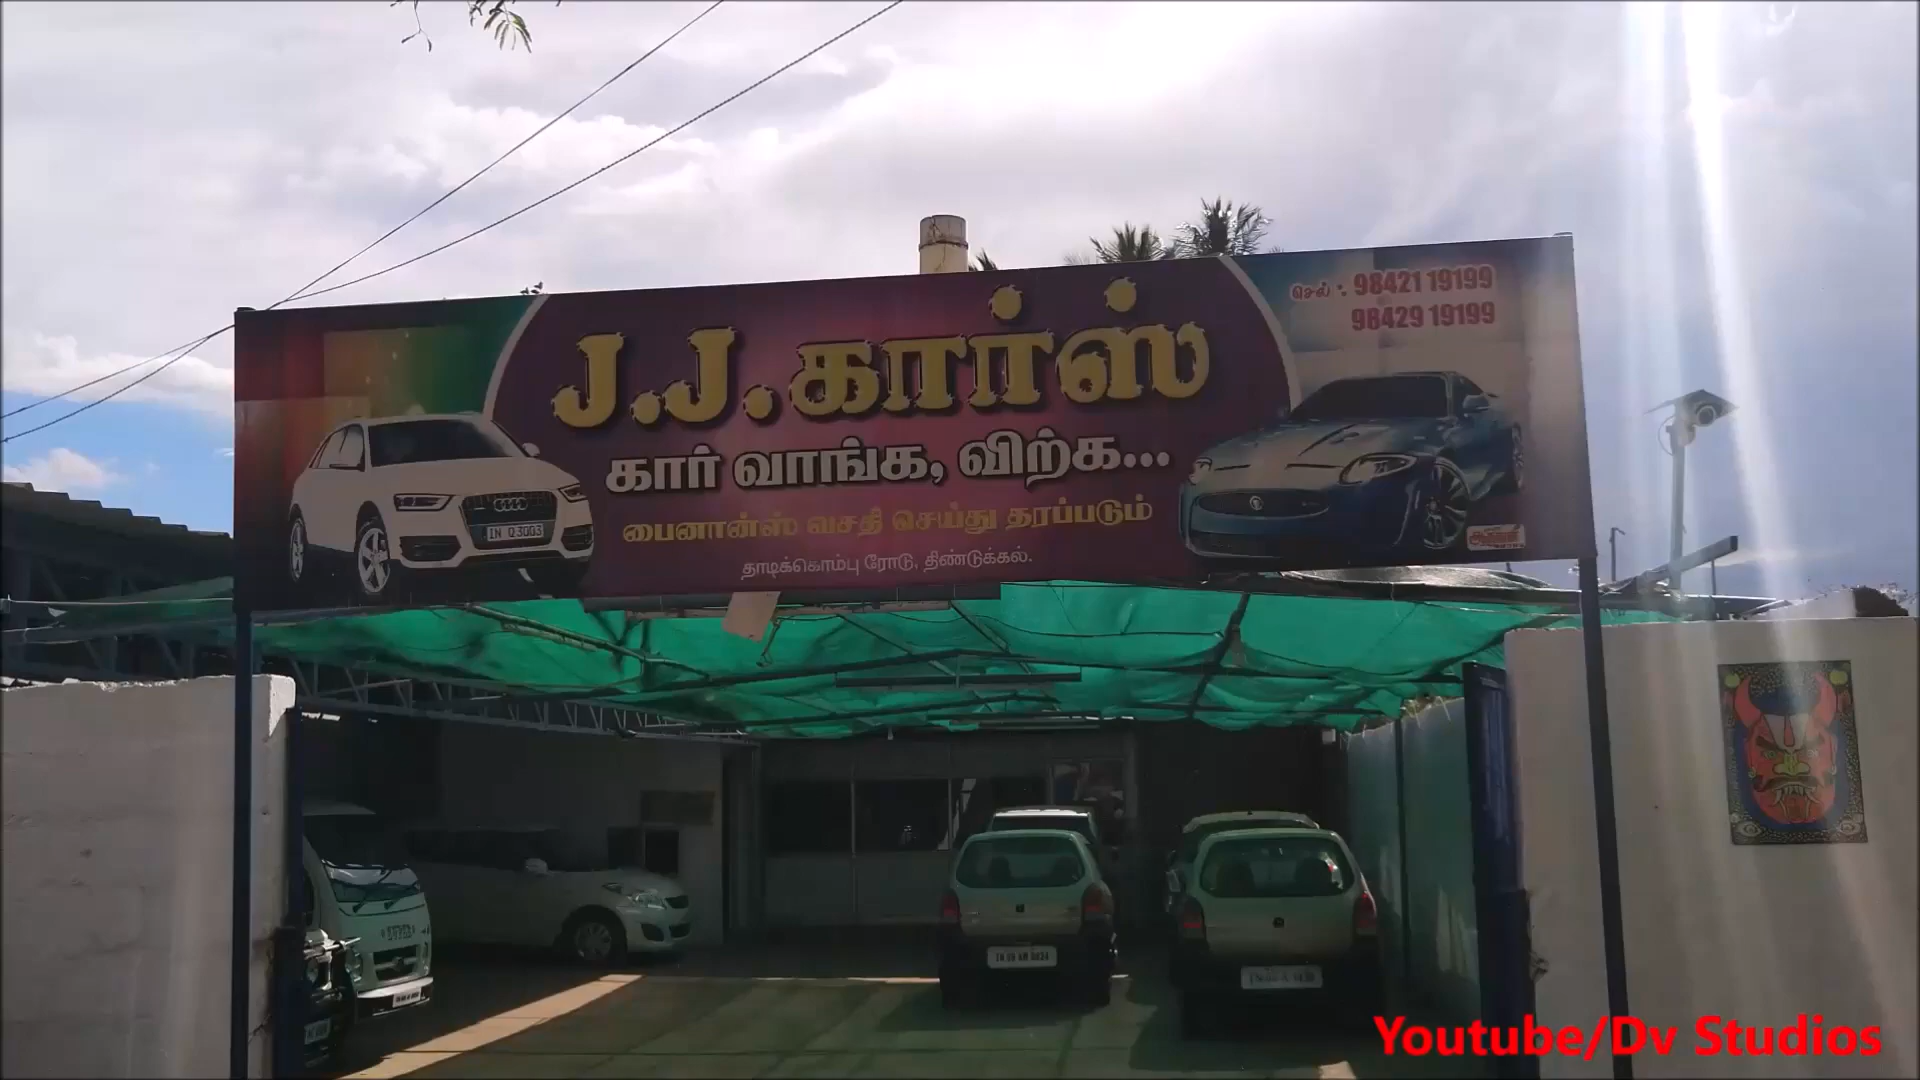 செல் : 98421 19199
98429 19199
J.J.கார்ஸ்
கார் வாங்க, விற்க...
பைனான்ஸ் வசதி செய்து தரப்படும்
தாடிக்கொம்பு ரோடு, திண்டுக்கல்.
IN Q3003
Youtube/Dv Studios